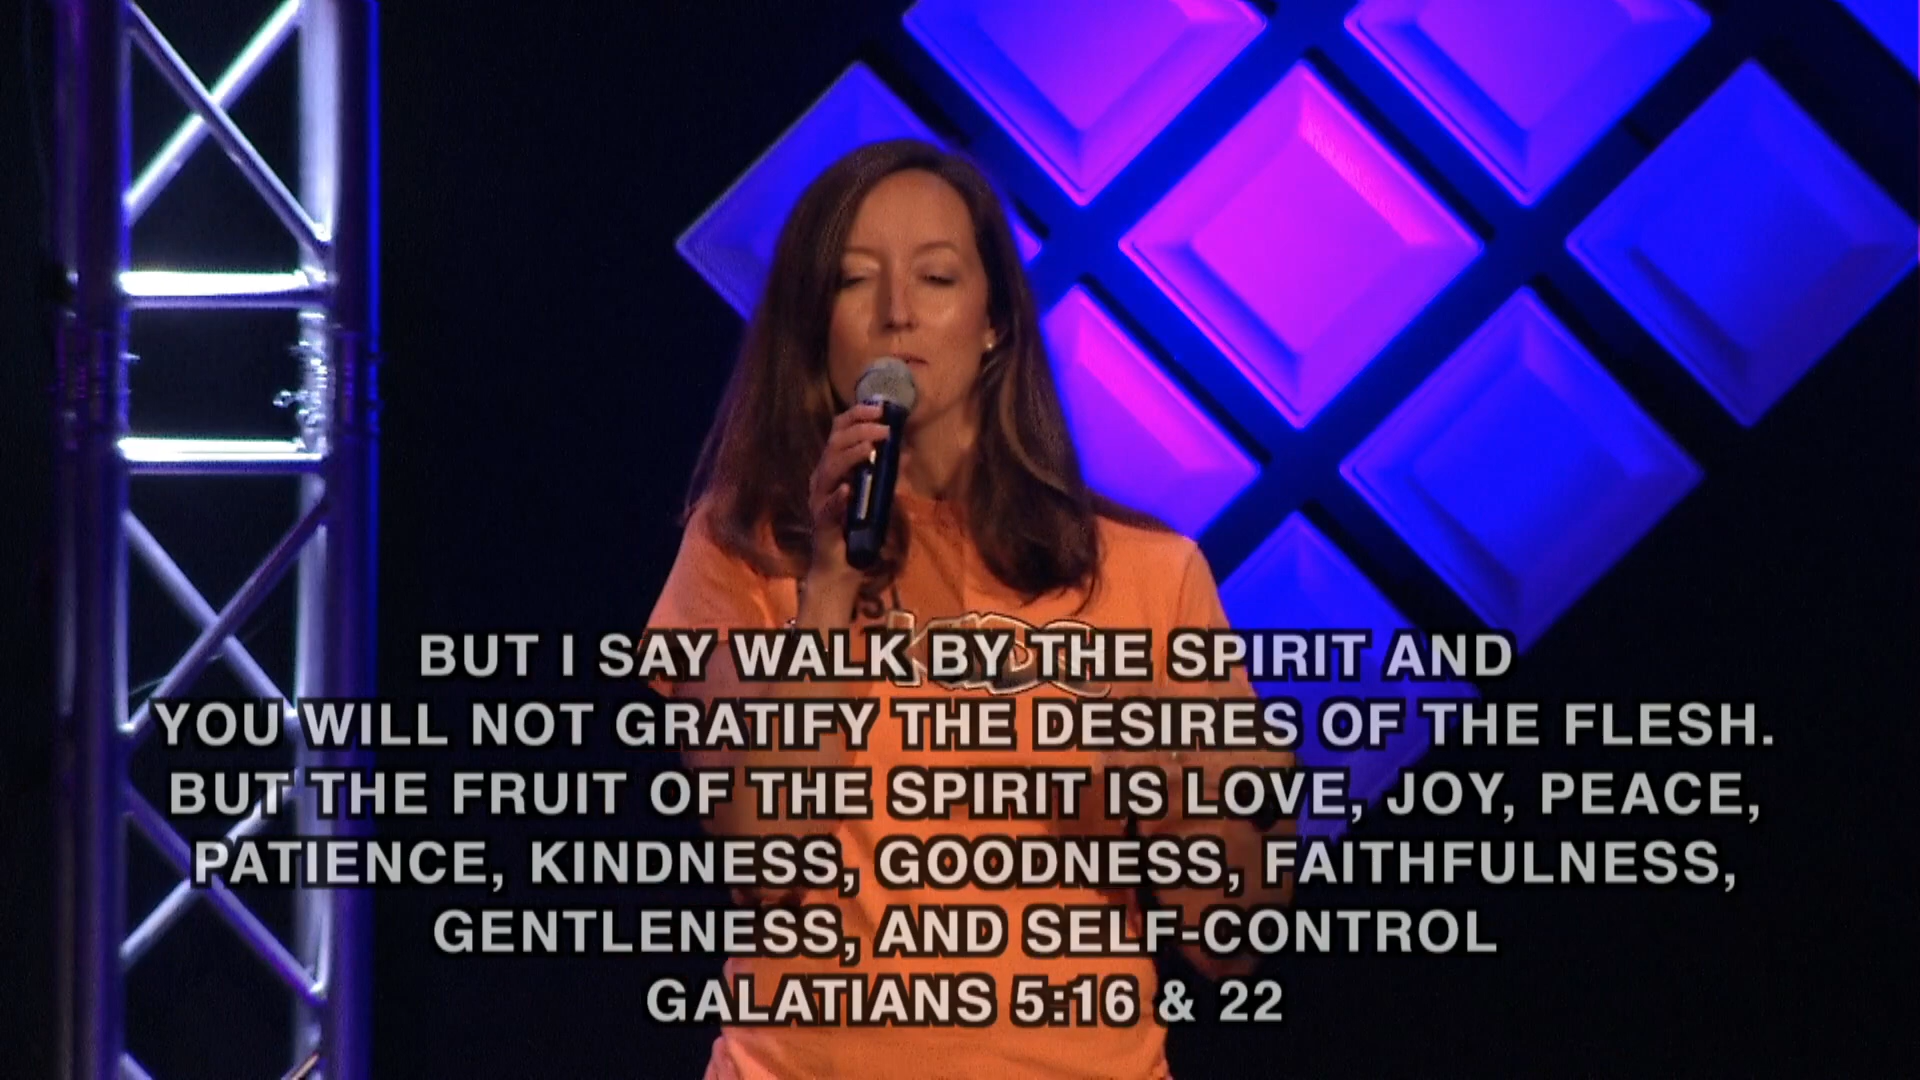 KIDS
BUT I SAY WALK BY THE SPIRIT AND
YOU WILL NOT GRATIFY THE DESIRES OF THE FLESH.
BUT THE FRUIT OF THE SPIRIT IS LOVE, JOY, PEACE,
PATIENCE, KINDNESS, GOODNESS, FAITHFULNESS,
GENTLENESS, AND SELF-CONTROL
GALATIANS 5:16 & 22